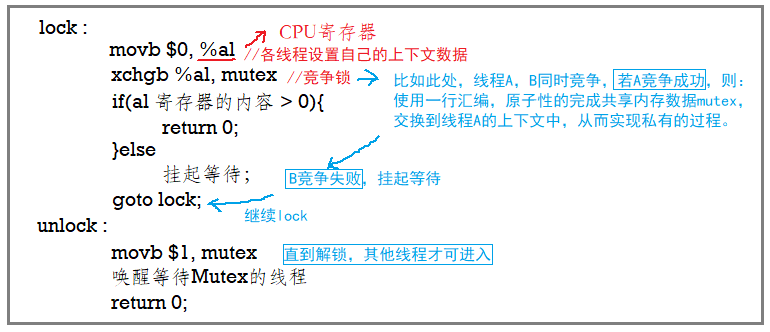 lock :
CPU寄存器
movb $0, %al //各线程设置自己的上下文数据
xchgb %al, mutex //竞争锁
比如此处，线程A，B同时竞争，若A竞争成功，则：
使用一行汇编，原子性的完成共享内存数据mutex，
交换到线程A的上下文中，从而实现私有的过程。
if(al 寄存器的内容 > 0){
return 0;
}else
挂起等待;
B竞争失败，挂起等待
goto lock;
继续lock
unlock :
movb $1, mutex
直到解锁，其他线程才可进入
唤醒等待Mutex的线程
return 0;